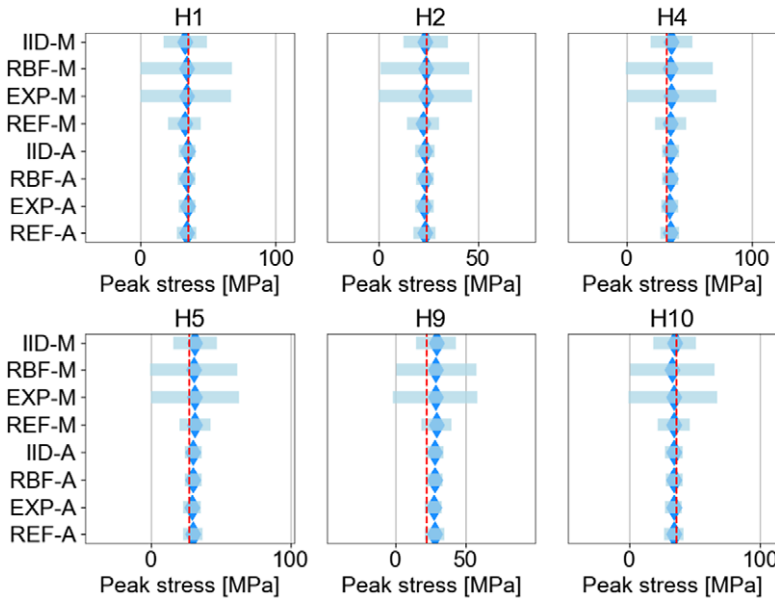 H1 H2 H4
IID-M
RBF-M
EXP-M
REF-M
IID-A
RBF-A
EXP-A
REF-A
0 100 0 50 0 100
Peak stress [MPa] Peak stress [MPa] Peak stress [MPa]
H5 H9 H10
IID-M
RBF-M
EXP-M
REF-M
IID-A
RBF-A
EXP-A
REF-A
0 100 0 50 0 100
Peak stress [MPa] Peak stress [MPa] Peak stress [MPa]